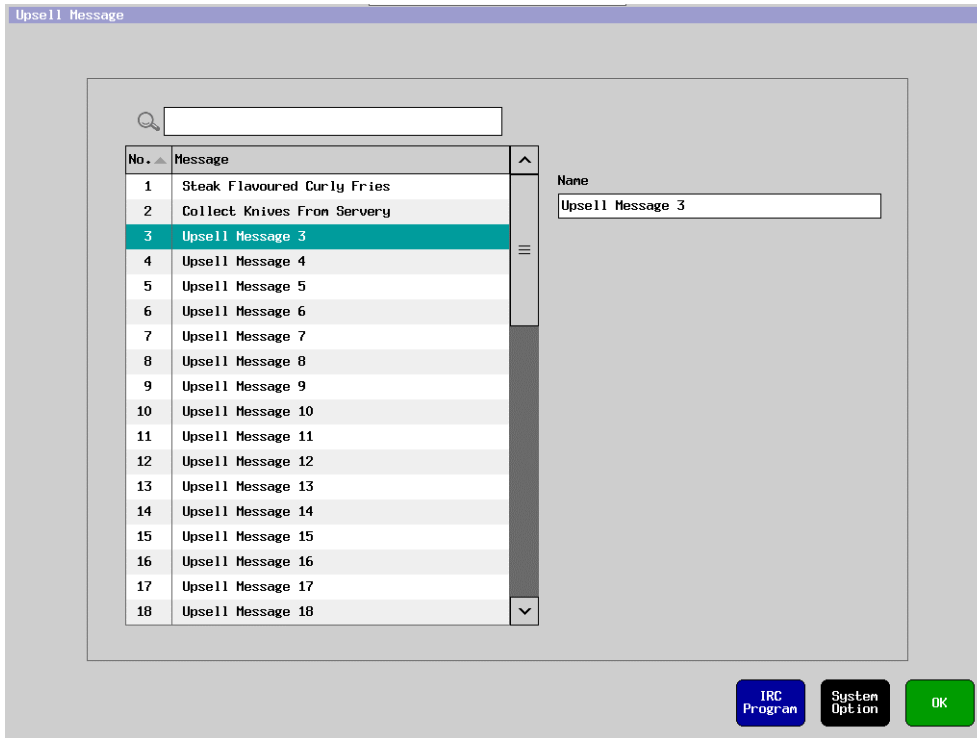 Upsell Message
No. Message
Name
1 Steak Flavoured Curly Fries
Upsell Message 3
2 Collect Knives From Servery
3 Upsell Message 3
4 Upsell Message 4
5 Upsell Message 5
6 Upsell Message 6
7 Upsell Message 7
8 Upsell Message 8
9 Upsell Message 9
10 Upsell Message 10
11 Upsell Message 11
12 Upsell Message 12
13 Upsell Message 13
14 Upsell Message 14
15 Upsell Message 15
16 Upsell Message 16
17 Upsell Message 17
18 Upsell Message 18
IRC
Program
System
Option
OK